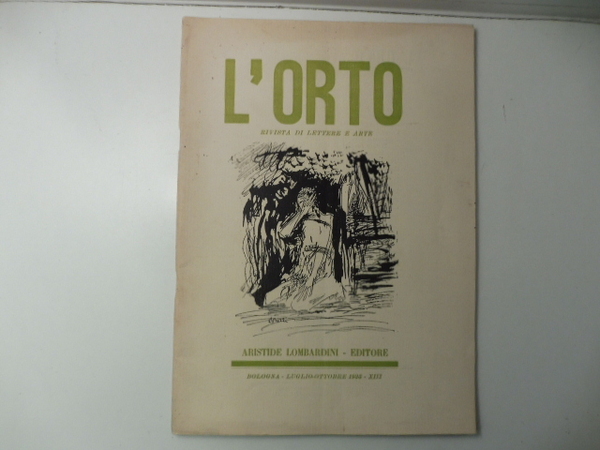 L'ORTO
RIVISTA DI LETTERE E ARTE
ARISTIDE LOMBARDINI - EDITORE
BOLOGNA - LUGLIO-OTTOBRE - XIII